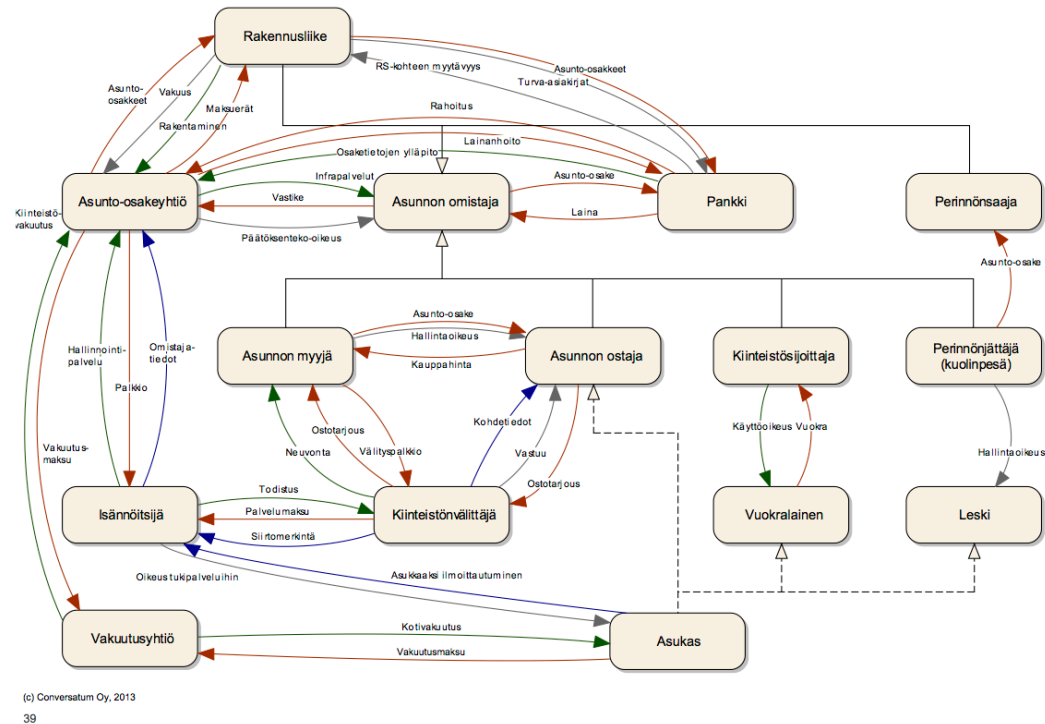 Rakennusliike
RS-kohteen myytävyys
Asunto-osakkeet
Turva-asiakirjat
Asunto-
osakkeet
Vakuus
Maksuerät
Rakentaminen
Rahoitus
Lainanhoito
Osaketietojen ylläpito
Infrapalvelut
Asunto-osakeyhtiö
Vastike
Asunnon omistaja
Asunto-osake
Laina
Pankki
Perinnönsaaja
Kiinteistö-
vakuutus
Päätöksenteko-oikeus
Asunto-osake
Asunto-osake
Hallintaoikeus
Kauppahinta
Asunnon myyjä
Asunnon ostaja
Kiinteistösijoittaja
Perinnönjättäjä
(kuolinpesä)
Hallinnointi-
palvelu
Omistaja-
tiedot
Palkkio
Vakuutus-
maksu
Ostotarjous
Neuvonta
Välityspalkkio
Kohdetiedot
Vastuu
Ostotarjous
Käyttöoikeus
Vuokra
Hallintaoikeus
Isännöitsijä
Todistus
Palvelumaksu
Siirtomerkintä
Kiinteistönvälittäjä
Vuokralainen
Leski
Oikeus tukipalveluihin
Asukkaaksi ilmoittautuminen
Vakuutusyhtiö
Kotivakuutus
Vakuutusmaksu
Asukas
(c) Conversatum Oy, 2013
39